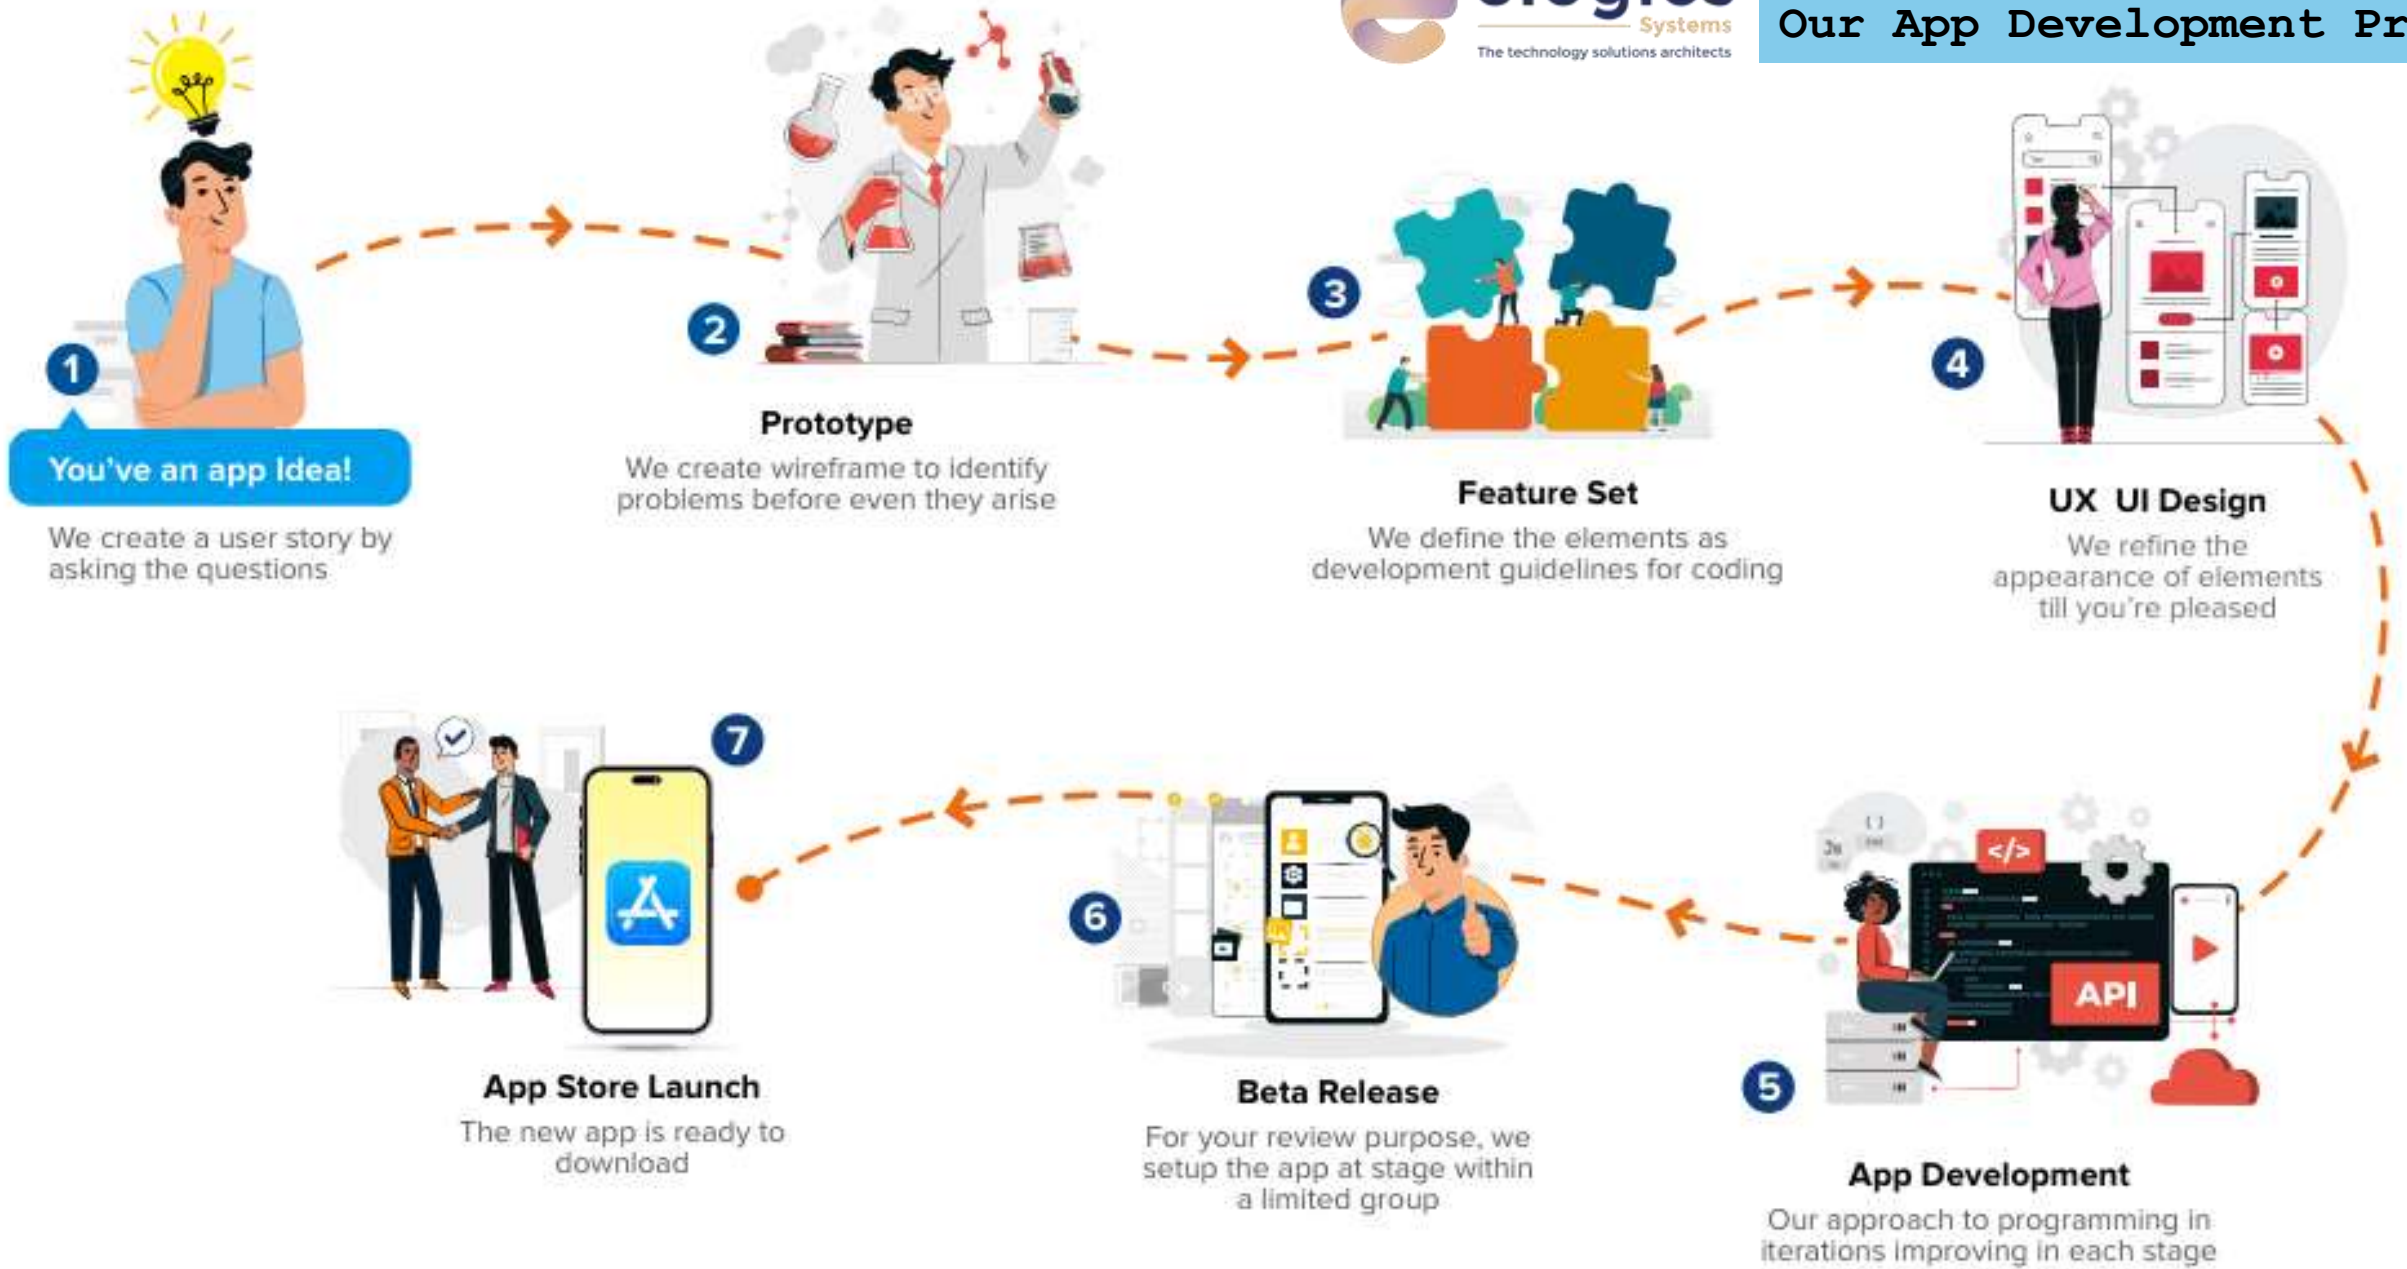 Systems
The technology solutions architects
Our App Development Pr
1
You've an app Idea!
We create a user story by
asking the questions
2
Prototype
We create wireframe to identify
problems before even they arise
3
Feature Set
We define the elements as
development guidelines for coding
4
UX UI Design
We refine the
appearance of elements
till you're pleased
7
App Store Launch
The new app is ready to
download
6
Beta Release
For your review purpose, we
setup the app at stage within
a limited group
{ }
Js
</>
API
5
App Development
Our approach to programming in
iterations improving in each stage